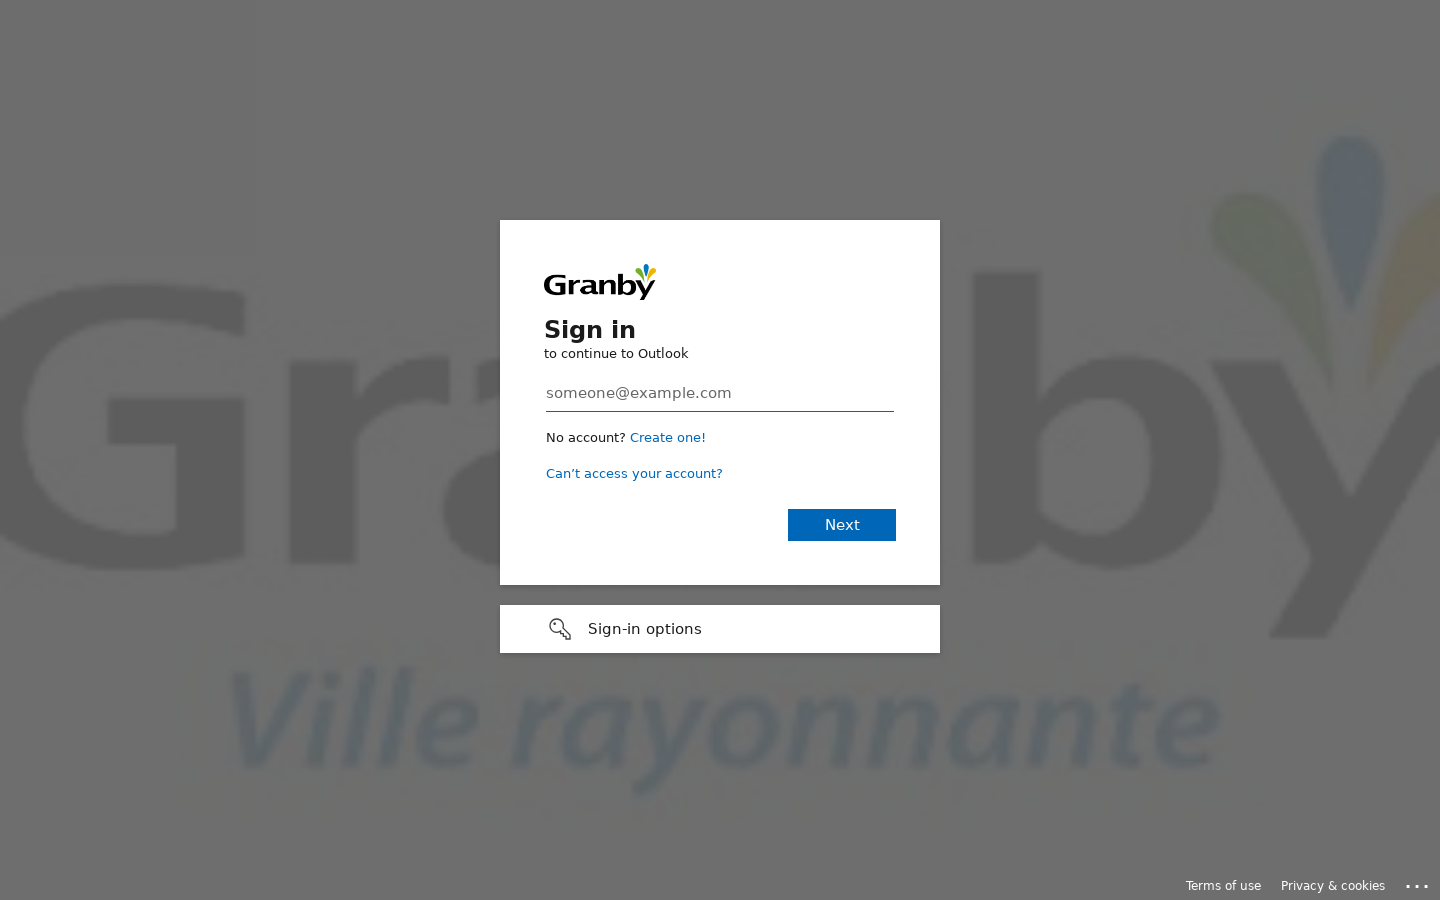 Granby
Ville rayonnante
Granby
Sign in
to continue to Outlook
someone@example.com
No account? Create one!
Can’t access your account?
Next
Sign-in options
Terms of use
Privacy & cookies
...